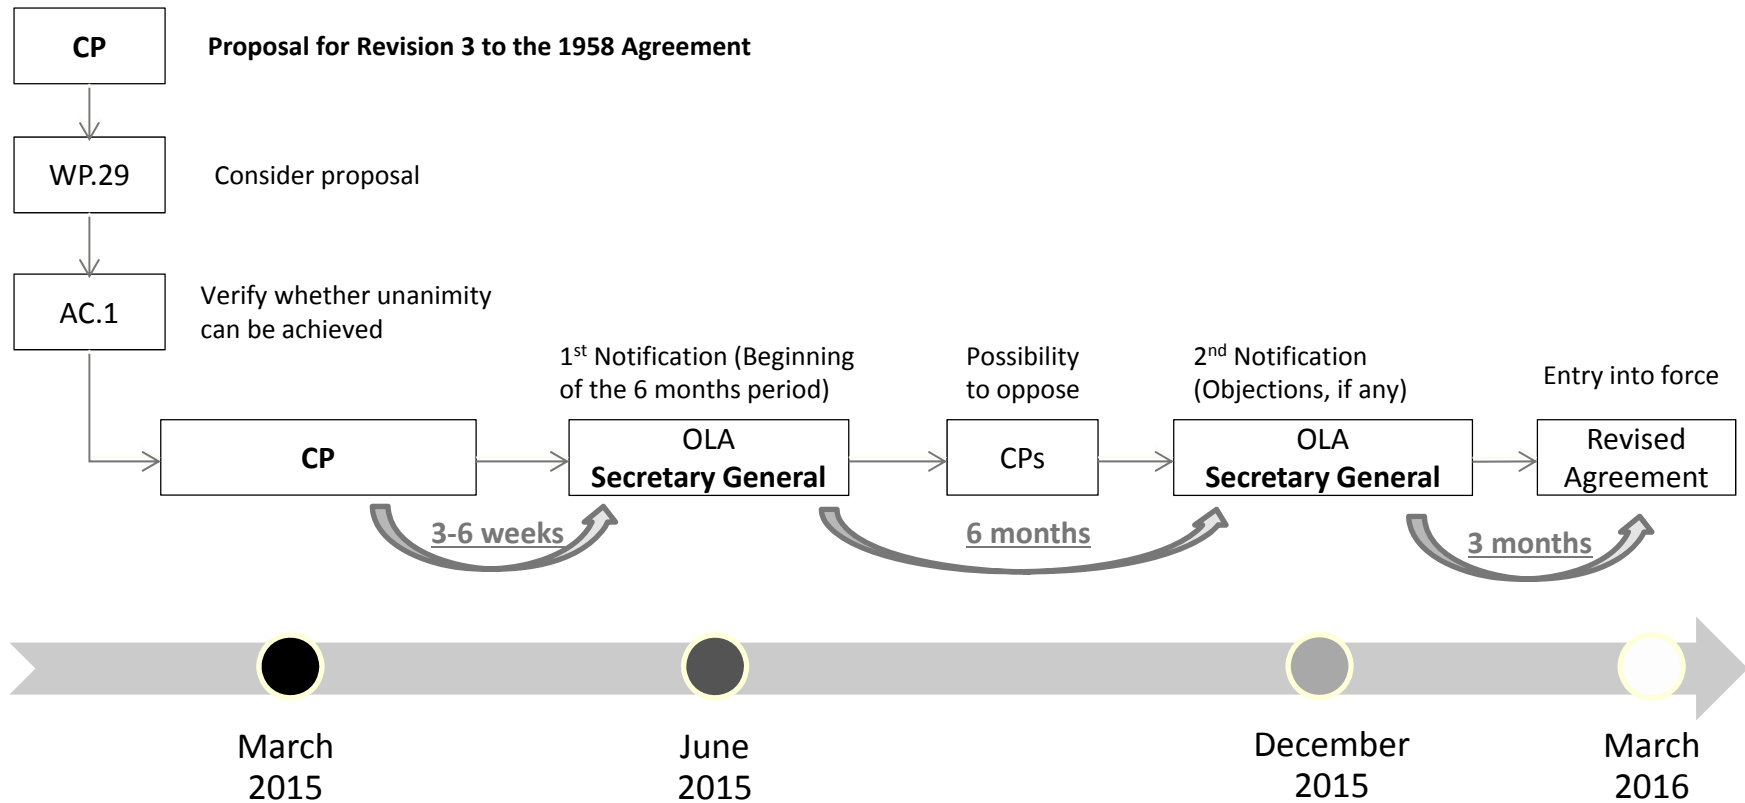 CP
Proposal for Revision 3 to the 1958 Agreement
WP.29
Consider proposal
AC.1
Verify whether unanimity
can be achieved
1st Notification (Beginning
of the 6 months period)
Possibility
to oppose
2nd Notification
(Objections, if any)
Entry into force
CP
OLA
Secretary General
CPs
OLA
Secretary General
Revised
Agreement
3-6 weeks
6 months
3 months
March
2015
June
2015
December
2015
March
2016